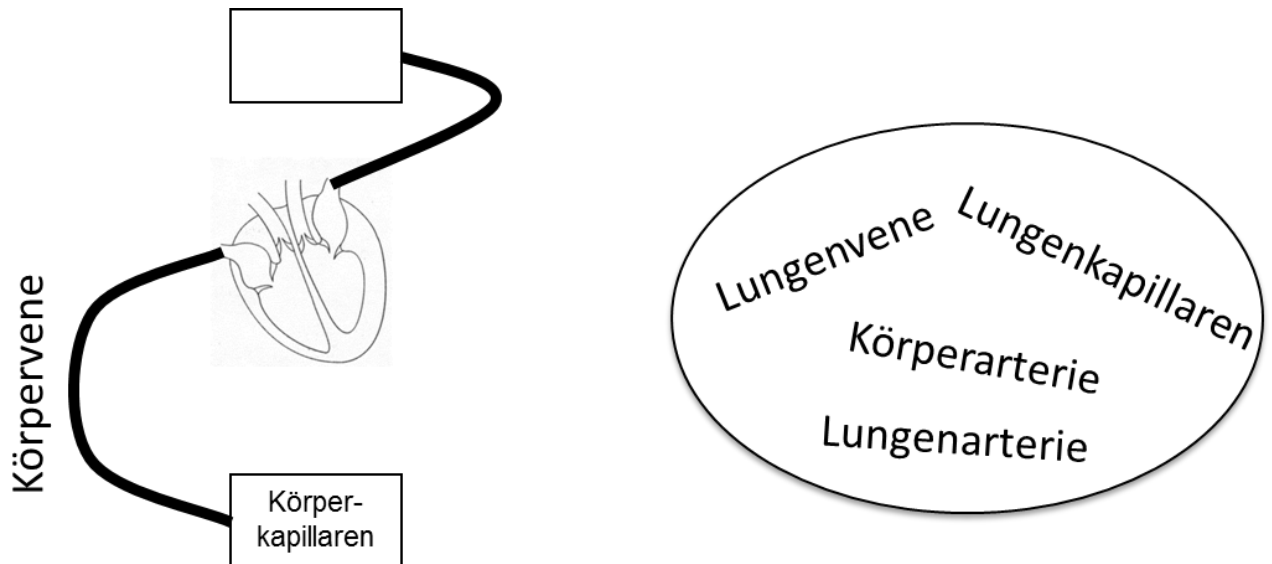 Körpervene
Körper-
kapillaren
Lungenvene
Lungenkapillaren
Körperarterie
Lungenarterie